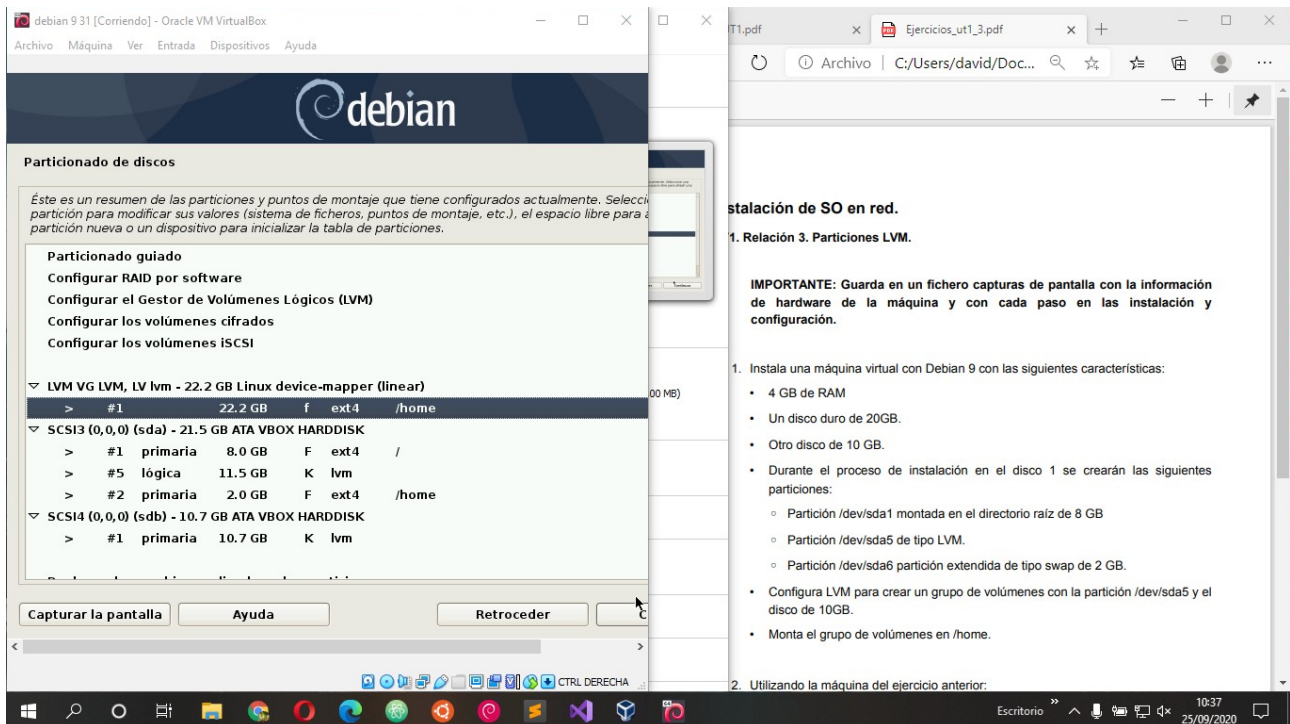 debian 9 31 [Corriendo] - Oracle VM VirtualBox
Archivo Máquina Ver Entrada Dispositivos Ayuda
debian
Particionado de discos
Éste es un resumen de las particiones y puntos de montaje que tiene configurados actualmente.
partición para modificar sus valores (sistema de ficheros, puntos de montaje, etc.), el espacio libre para
partición nueva o un dispositivo para inicializar la tabla de particiones.
Particionado guiado
Configurar RAID por software
Configurar el Gestor de Volúmenes Lógicos (LVM)
Configurar los volúmenes cifrados
Configurar los volúmenes iSCSI
LVM VG LVM, LV lvm - 22.2 GB Linux device-mapper (linear)
> #1 22.2 GB f ext4 /home
SCSI3 (0,0,0) (sda) - 21.5 GB ATA VBOX HARDDISK
> #1 primaria 8.0 GB F ext4 /
> #5 lógica 11.5 GB K lvm
> #2 primaria 2.0 GB F ext4 /home
SCSI4 (0,0,0) (sdb) - 10.7 GB ATA VBOX HARDDISK
> #1 primaria 10.7 GB K lvm
Capturar la pantalla Ayuda Retroceder C
CTRL DERECHA
00 MB)
T1.pdf Ejercicios_ut1_3.pdf
Archivo | C:/Users/david/Doc...
stalación de SO en red.
1. Relación 3. Particiones LVM.
IMPORTANTE: Guarda en un fichero capturas de pantalla con la información
de hardware de la máquina y con cada paso en las instalación y
configuración.
1. Instala una máquina virtual con Debian 9 con las siguientes características:
• 4 GB de RAM
• Un disco duro de 20GB.
• Otro disco de 10 GB.
• Durante el proceso de instalación en el disco 1 se crearán las siguientes
particiones:
◦ Partición /dev/sda1 montada en el directorio raíz de 8 GB
◦ Partición /dev/sda5 de tipo LVM.
◦ Partición /dev/sda6 partición extendida de tipo swap de 2 GB.
• Configura LVM para crear un grupo de volúmenes con la partición /dev/sda5 y el
disco de 10GB.
• Monta el grupo de volúmenes en /home.
2. Utilizando la máquina del ejercicio anterior:
Escritorio
10:37
25/09/2020